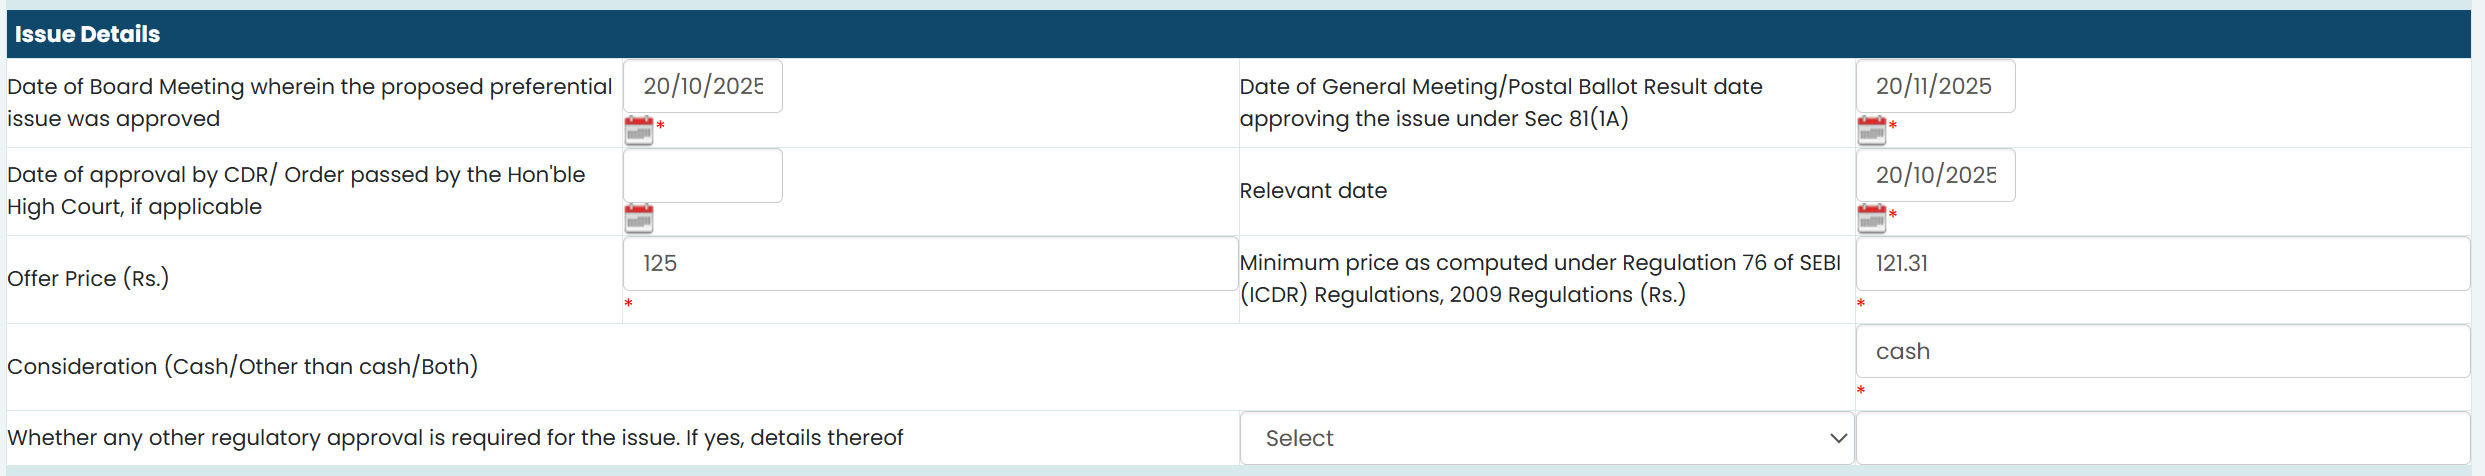 Issue Details
Date of Board Meeting wherein the proposed preferential
issue was approved
20/10/2025
*
Date of General Meeting/Postal Ballot Result date
approving the issue under Sec 81(1A)
20/11/2025
*
Date of approval by CDR/ Order passed by the Hon'ble
High Court, if applicable
Relevant date
20/10/2025
*
Offer Price (Rs.)
125
*
Minimum price as computed under Regulation 76 of SEBI
(ICDR) Regulations, 2009 Regulations (Rs.)
121.31
*
Consideration (Cash/Other than cash/Both)
cash
*
Whether any other regulatory approval is required for the issue. If yes, details thereof
Select